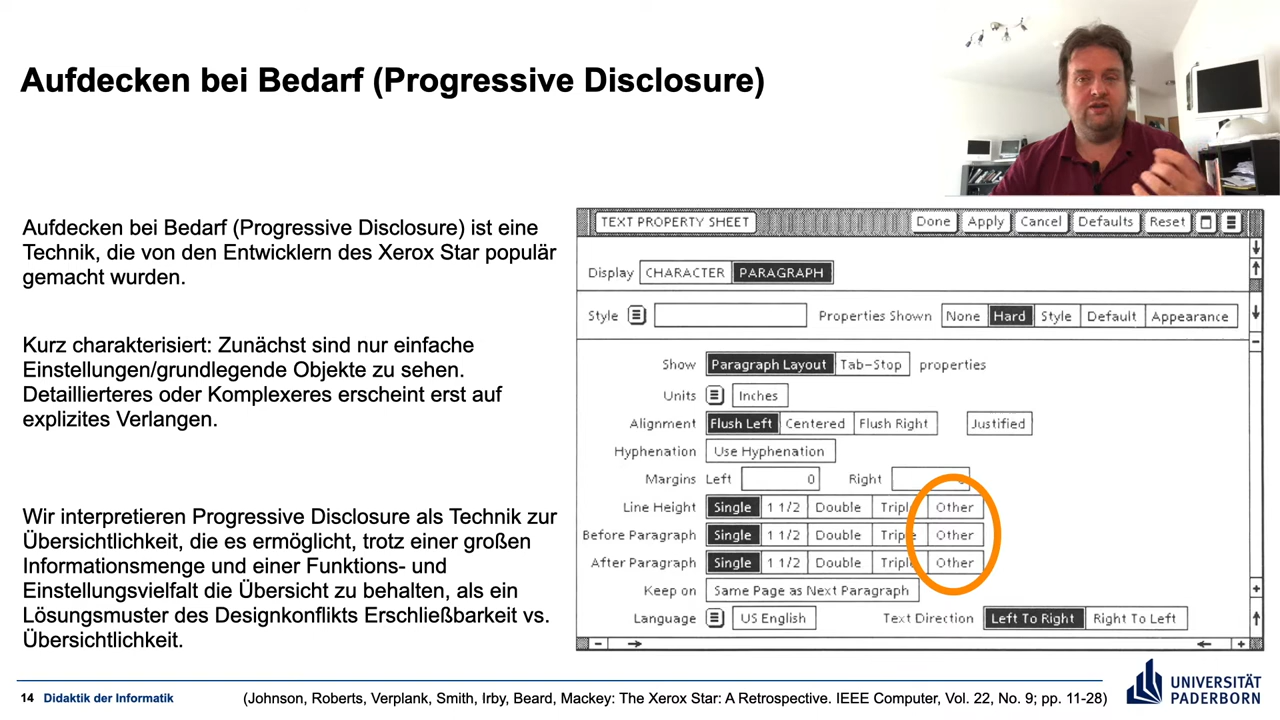 Aufdecken bei Bedarf (Progressive Disclosure)
Aufdecken bei Bedarf (Progressive Disclosure) ist eine
Technik, die von den Entwicklern des Xerox Star populär
gemacht wurden.
Kurz charakterisiert: Zunächst sind nur einfache
Einstellungen/grundlegende Objekte zu sehen.
Detaillierteres oder Komplexeres erscheint erst auf
explizites Verlangen.
Wir interpretieren Progressive Disclosure als Technik zur
Übersichtlichkeit, die es ermöglicht, trotz einer großen
Informationsmenge und einer Funktions- und
Einstellungsvielfalt die Übersicht zu behalten, als ein
Lösungsmuster des Designkonflikts Erschließbarkeit vs.
Übersichtlichkeit.
TEXT PROPERTY SHEET Done Apply Cancel Defaults Reset
Display CHARACTER PARAGRAPH
Style Properties Shown None Hard Style Default Appearance
Show Paragraph Layout Tab-Stop properties
Units Inches
Alignment Flush Left Centered Flush Right Justified
Hyphenation Use Hyphenation
Margins Left 0 Right
Line Height Single 1 1/2 Double Triple Other
Before Paragraph Single 1 1/2 Double Triple Other
After Paragraph Single 1 1/2 Double Triple Other
Keep on Same Page as Next Paragraph
Language US English Text Direction Left To Right Right To Left
14 Didaktik der Informatik
(Johnson, Roberts, Verplank, Smith, Irby, Beard, Mackey: The Xerox Star: A Retrospective. IEEE Computer, Vol. 22, No. 9; pp. 11-28)
UNIVERSITÄT
PADERBORN